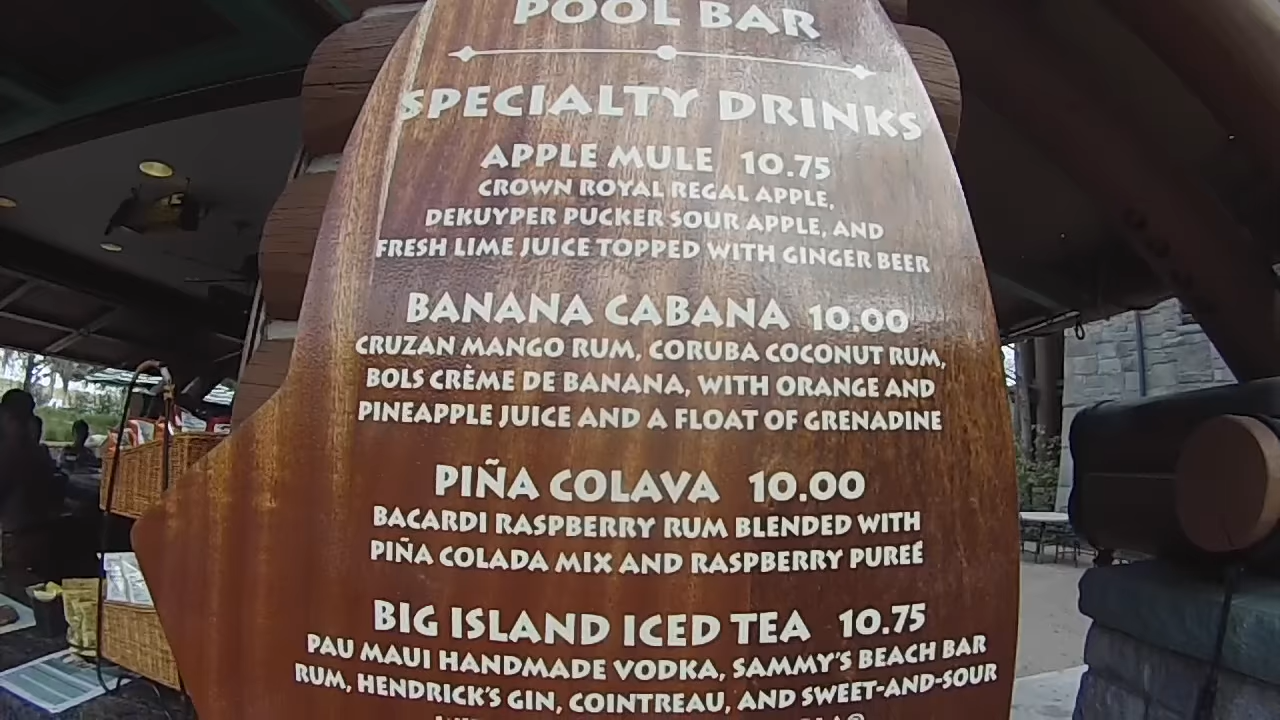 POOL BAR
SPECIALTY DRINKS
APPLE MULE 10.75
CROWN ROYAL REGAL APPLE,
DEKUYPER PUCKER SOUR APPLE, AND
FRESH LIME JUICE TOPPED WITH GINGER BEER
BANANA CABANA 10.00
CRUZAN MANGO RUM, CORUBA COCONUT RUM,
BOLS CRÈME DE BANANA, WITH ORANGE AND
PINEAPPLE JUICE AND A FLOAT OF GRENADINE
PIÑA COLAVA 10.00
BACARDI RASPBERRY RUM BLENDED WITH
PIÑA COLADA MIX AND RASPBERRY PUREÉ
BIG ISLAND ICED TEA 10.75
PAU MAUI HANDMADE VODKA, SAMMY'S BEACH BAR
RUM, HENDRICK'S GIN, COINTREAU, AND SWEET-AND-SOUR